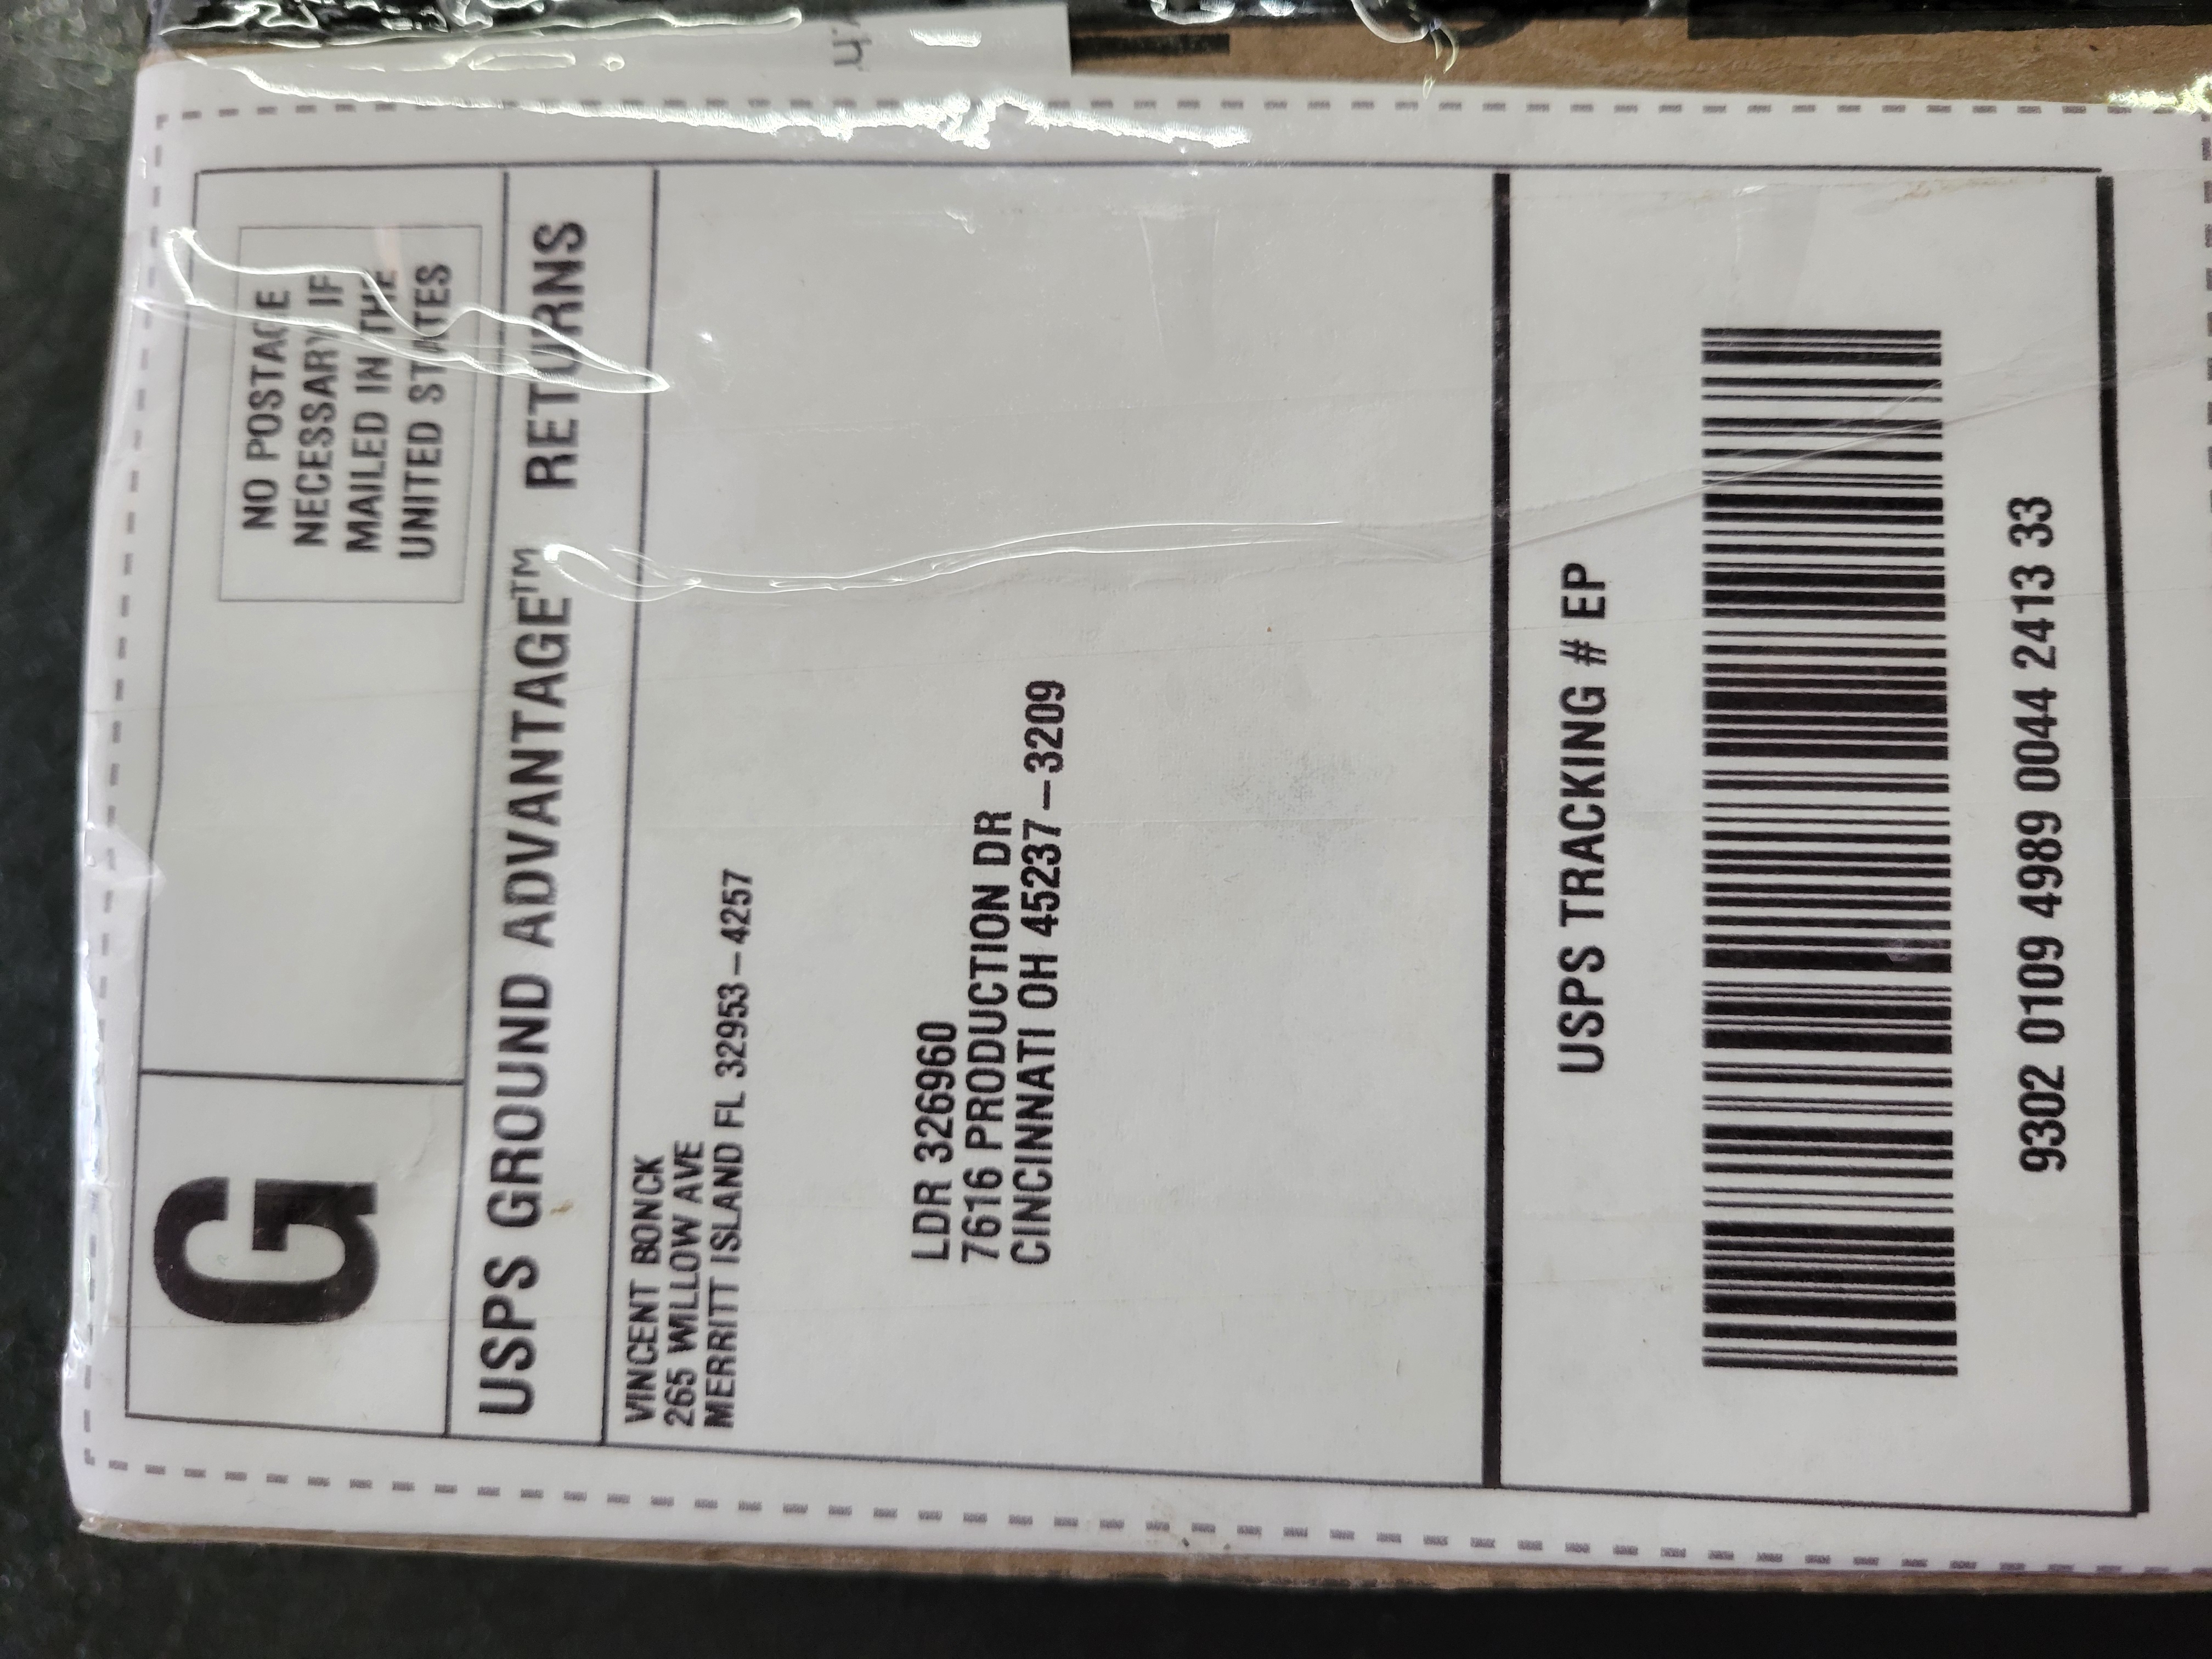 G
NO POSTAGE
NECESSARY IF
MAILED IN THE
UNITED STATES
USPS GROUND ADVANTAGE™ RETURNS
VINCENT BONCK
265 WILLOW AVE
MERRITT ISLAND FL 32953-4257
LDR 326960
7616 PRODUCTION DR
CINCINNATI OH 45237-3209
USPS TRACKING # EP
9302 0109 4989 0044 2413 33